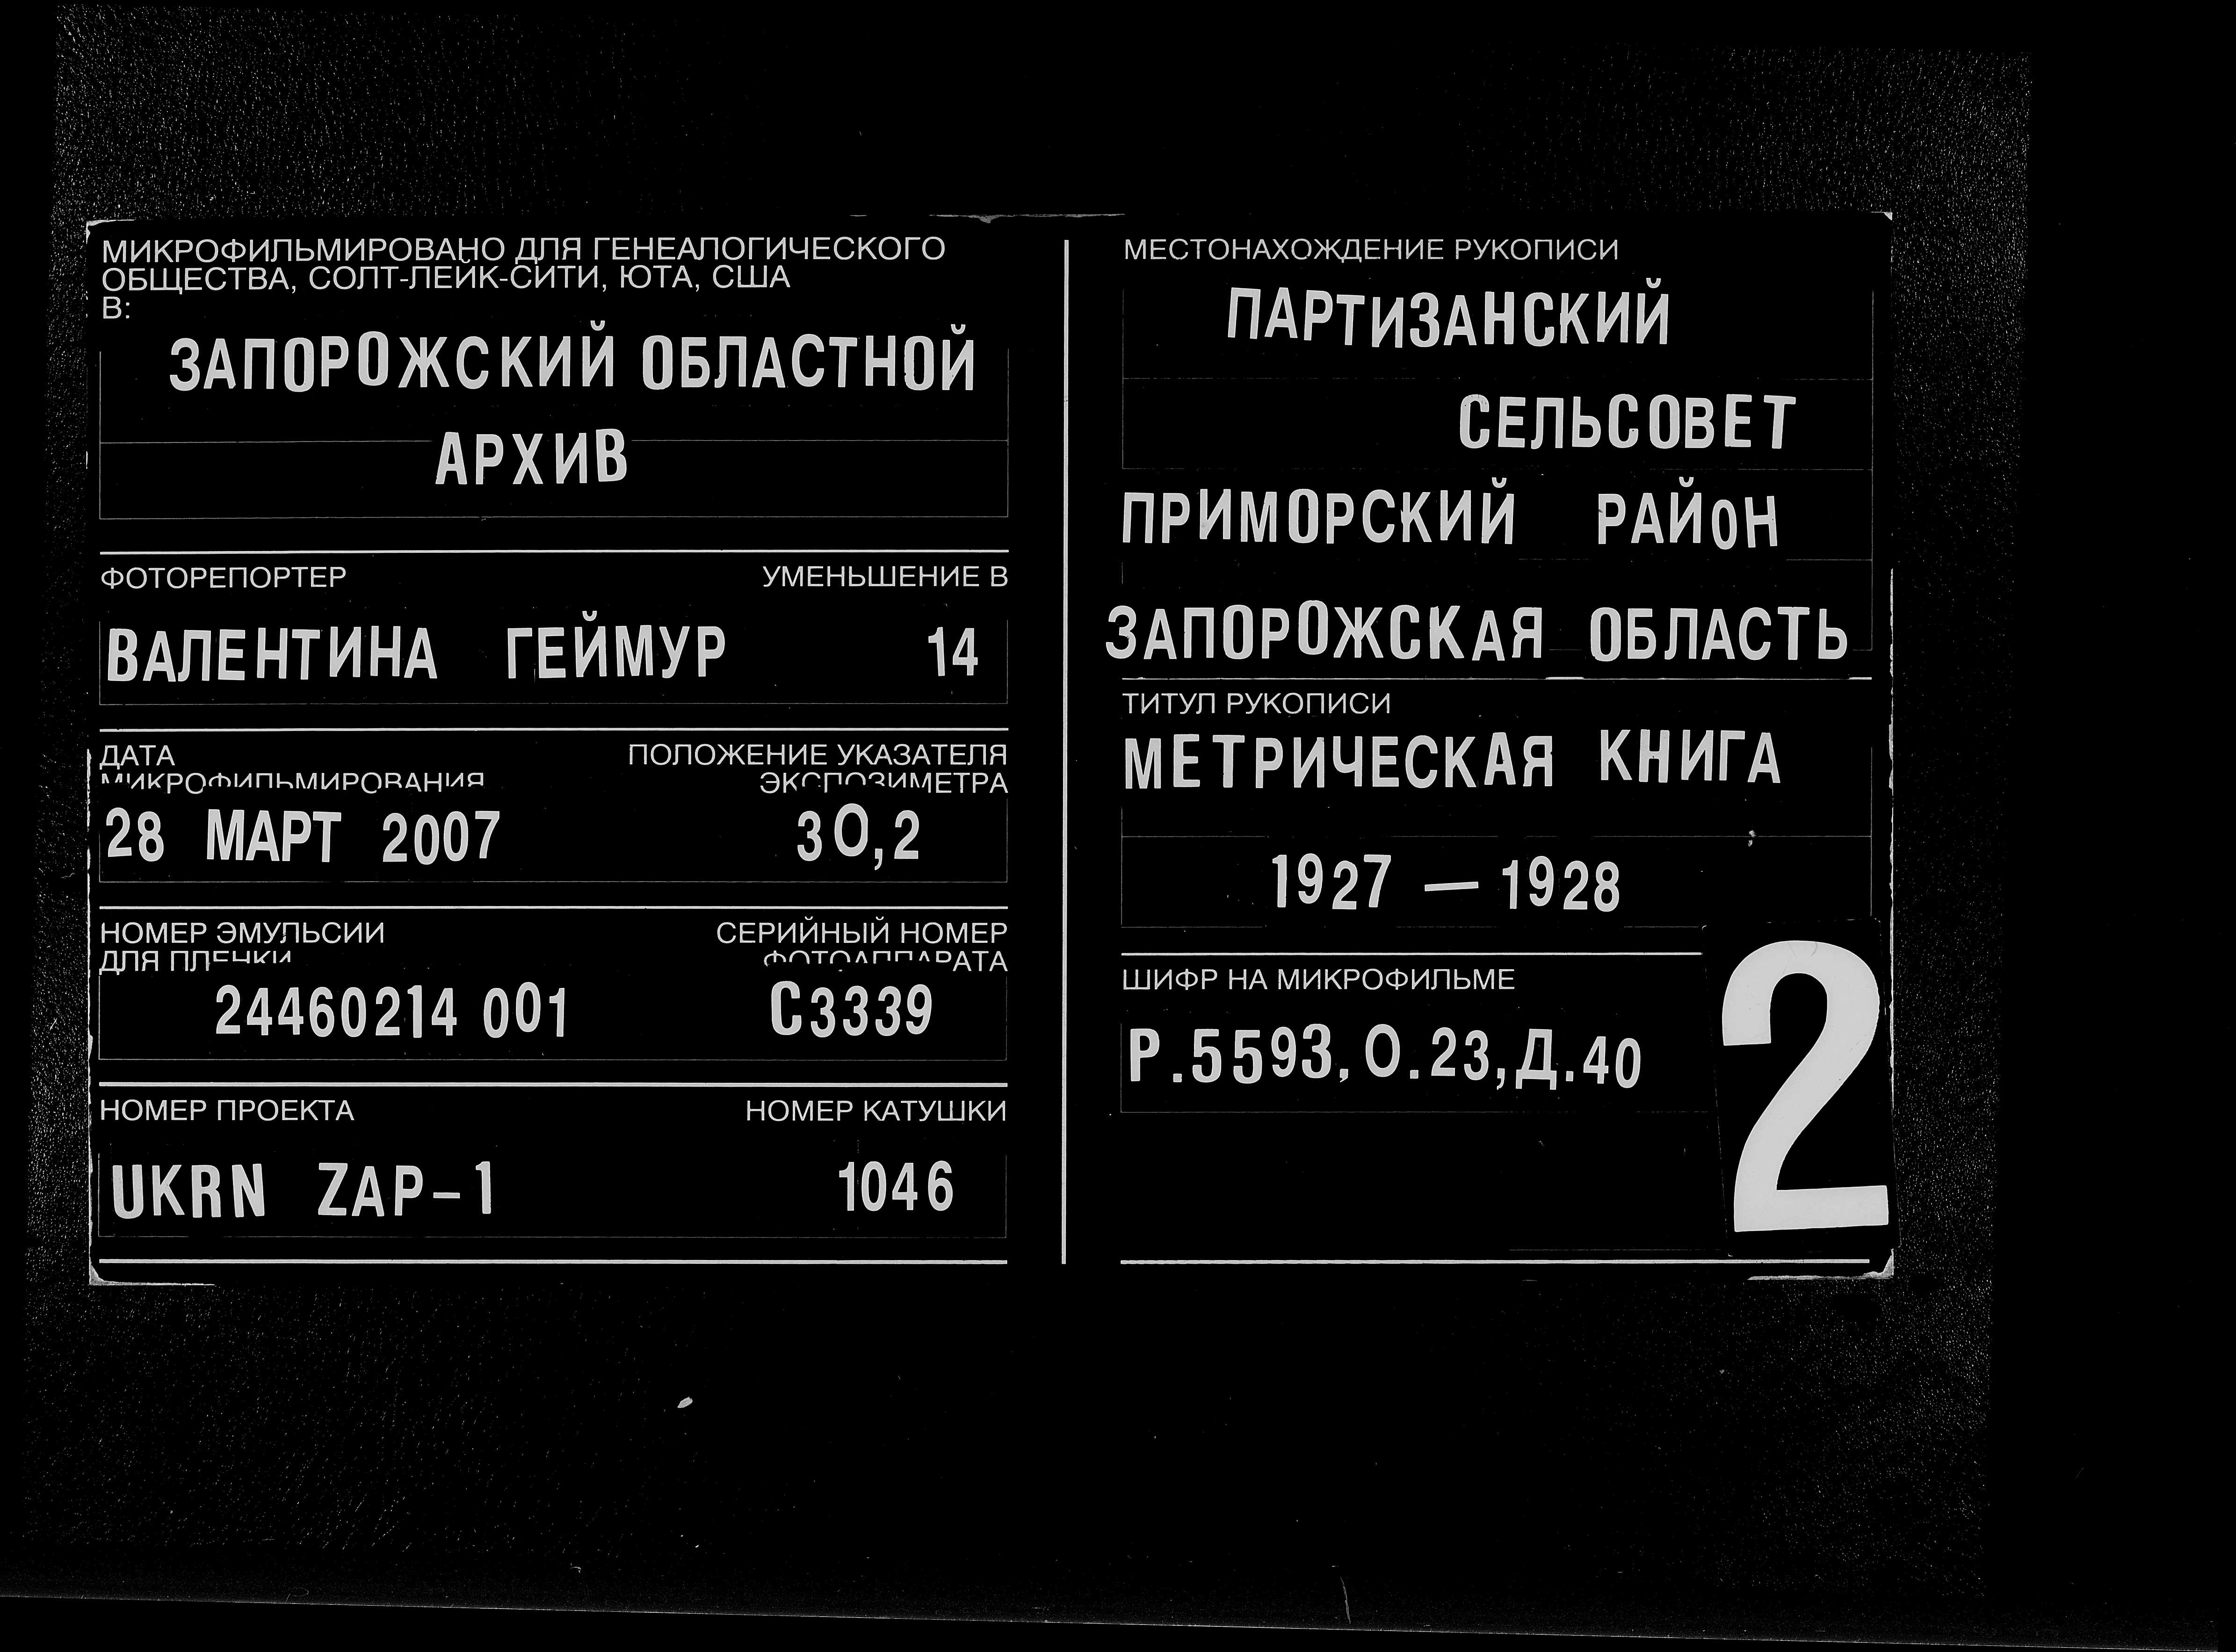 МИКРОФИЛЬМИРОВАНО ДЛЯ ГЕНЕАЛОГИЧЕСКОГО
ОБЩЕСТВА, СОЛТ-ЛЕЙК-СИТИ, ЮТА, США
В:
ЗАПОРОЖСКИЙ ОБЛАСТНОЙ
АРХИВ
ФОТОРЕПОРТЕР УМЕНЬШЕНИЕ В
ВАЛЕНТИНА ГЕЙМУР 14
ДАТА ПОЛОЖЕНИЕ УКАЗАТЕЛЯ
МИКРОФИЛЬМИРОВАНИЯ ЭКСПОЗИМЕТРА
28 МАРТ 2007 30,2
НОМЕР ЭМУЛЬСИИ СЕРИЙНЫЙ НОМЕР
ДЛЯ ПЛЕНКИ ФОТОАППАРАТА
24460214 001 С3339
НОМЕР ПРОЕКТА НОМЕР КАТУШКИ
UKRN ZAP-1 1046
МЕСТОНАХОЖДЕНИЕ РУКОПИСИ
ПАРТИЗАНСКИЙ
СЕЛЬСОВЕТ
ПРИМОРСКИЙ РАЙОН
ЗАПОРОЖСКАЯ ОБЛАСТЬ
ТИТУЛ РУКОПИСИ
МЕТРИЧЕСКАЯ КНИГА
1927 — 1928
ШИФР НА МИКРОФИЛЬМЕ
Р.5593,О.23,Д.40
2